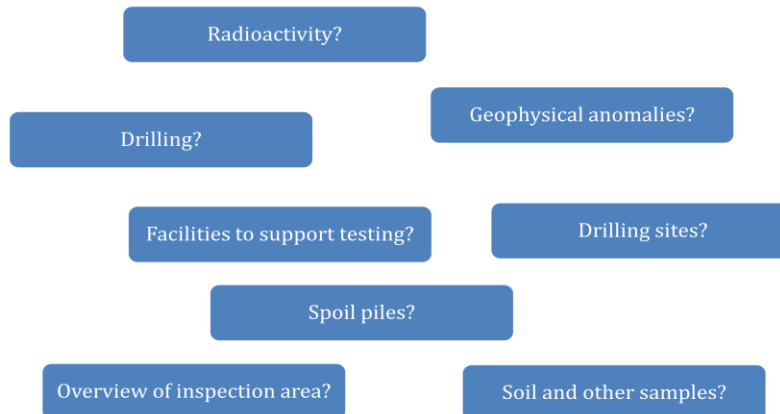 Radioactivity?
Geophysical anomalies?
Drilling?
Facilities to support testing?
Drilling sites?
Spoil piles?
Overview of inspection area?
Soil and other samples?